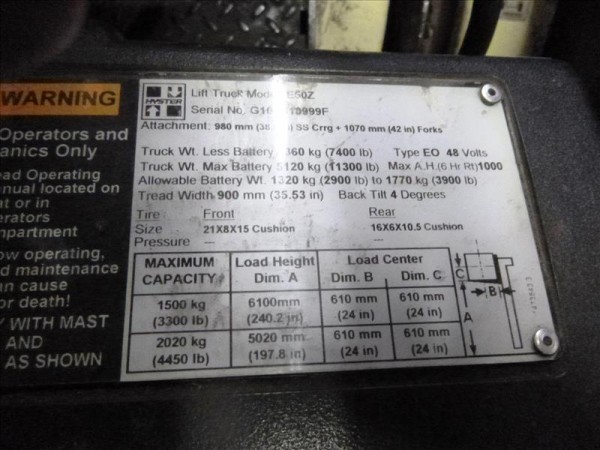 WARNING
Operators and
anics Only
ead Operating
anual located on
at or in
erators
mpartment
ow operating,
d maintenance
can cause
or death!
Y WITH MAST
AND
AS SHOWN
HYSTER
Lift Truck Model E50Z
Serial No. 9999F
Attachment: 980 mm SS Crrg + 1070 mm (42 in) Forks
Truck Wt. Less Battery 360 kg (7400 lb) Type EO 48 Volts
Truck Wt. Max Battery 5120 kg (11300 lb) Max A.H.(6 Hr Rt)1000
Allowable Battery Wt. 1320 kg (2900 lb) to 1770 kg (3900 lb)
Tread Width 900 mm (35.53 in) Back Tilt 4 Degrees
Tire Front Rear
Size 21X8X15 Cushion 16X6X10.5 Cushion
Pressure — —
MAXIMUM CAPACITY Load Height Dim. A Load Center
Dim. B Dim. C
1500 kg 6100mm 610 mm 610 mm
(3300 lb) (240.2 in) (24 in) (24 in)
2020 kg 5020 mm 610 mm 610 mm
(4450 lb) (197.8 in) (24 in) (24 in)
C
B
A